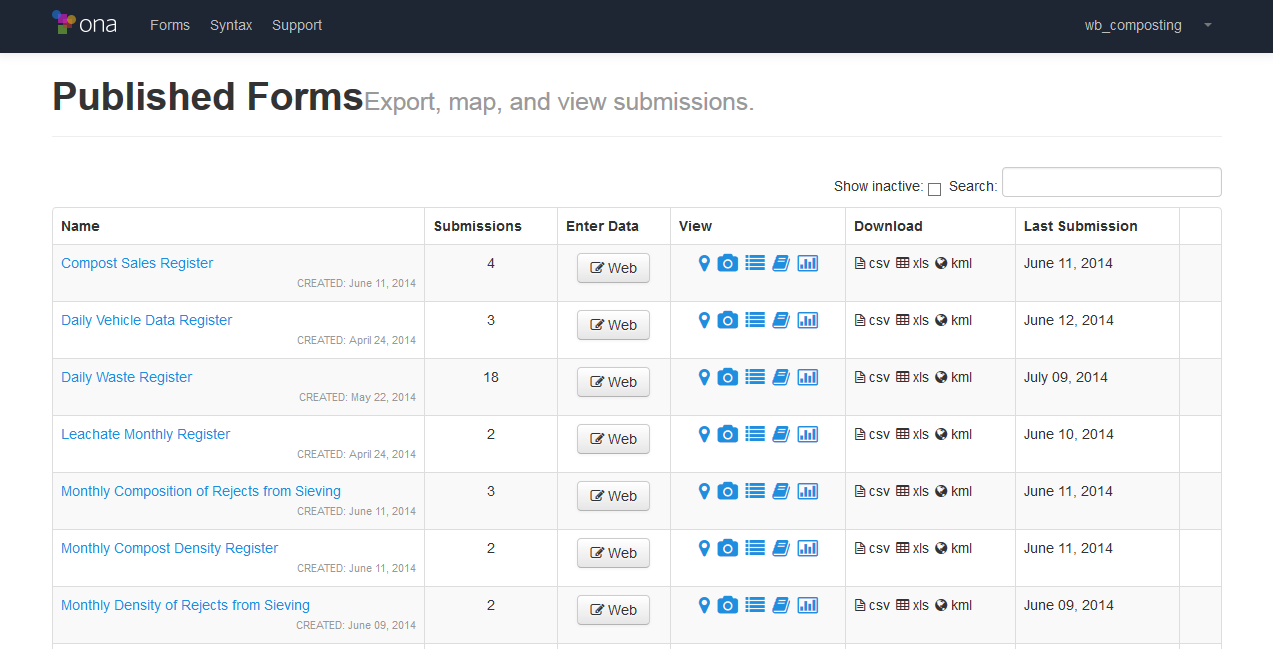 ona Forms Syntax Support wb_composting
Published Forms Export, map, and view submissions.
Show inactive: Search:
Name Submissions Enter Data View Download Last Submission
Compost Sales Register 4 Web csv xls kml June 11, 2014
CREATED: June 11, 2014
Daily Vehicle Data Register 3 Web csv xls kml June 12, 2014
CREATED: April 24, 2014
Daily Waste Register 18 Web csv xls kml July 09, 2014
CREATED: May 22, 2014
Leachate Monthly Register 2 Web csv xls kml June 10, 2014
CREATED: April 24, 2014
Monthly Composition of Rejects from Sieving 3 Web csv xls kml June 11, 2014
CREATED: June 11, 2014
Monthly Compost Density Register 2 Web csv xls kml June 11, 2014
CREATED: June 11, 2014
Monthly Density of Rejects from Sieving 2 Web csv xls kml June 09, 2014
CREATED: June 09, 2014